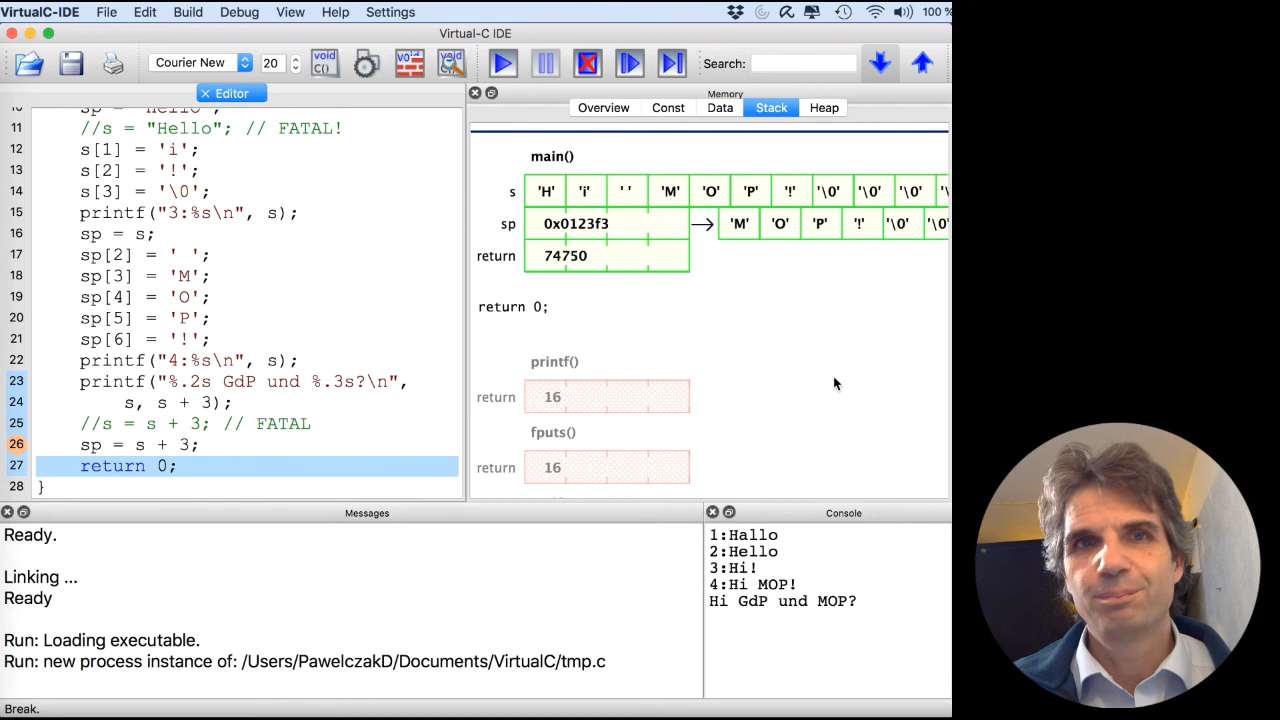 VirtualC-IDE File Edit Build Debug View Help Settings 100 %
Virtual-C IDE
Courier New 20 void C() void void C() Search:
Editor
Memory
Overview Const Data Stack Heap
11 //s = "Hello"; // FATAL!
12 s[1] = 'i';
13 s[2] = '!';
14 s[3] = '\0';
15 printf("3:%s\n", s);
16 sp = s;
17 sp[2] = ' ';
18 sp[3] = 'M';
19 sp[4] = 'O';
20 sp[5] = 'P';
21 sp[6] = '!';
22 printf("4:%s\n", s);
23 printf("%.2s GdP und %.3s?\n",
24 s, s + 3);
25 //s = s + 3; // FATAL
26 sp = s + 3;
27 return 0;
28 }
main()
s 'H' 'i' ' ' 'M' 'O' 'P' '!' '\0' '\0' '\0'
sp 0x0123f3 'M' 'O' 'P' '!' '\0' '\0'
return 74750
return 0;
printf()
return 16
fputs()
return 16
Messages
Ready.
Linking ...
Ready
Run: Loading executable.
Run: new process instance of: /Users/PawelczakD/Documents/VirtualC/tmp.c
Console
1:Hallo
2:Hello
3:Hi!
4:Hi MOP!
Hi GdP und MOP?
Break.